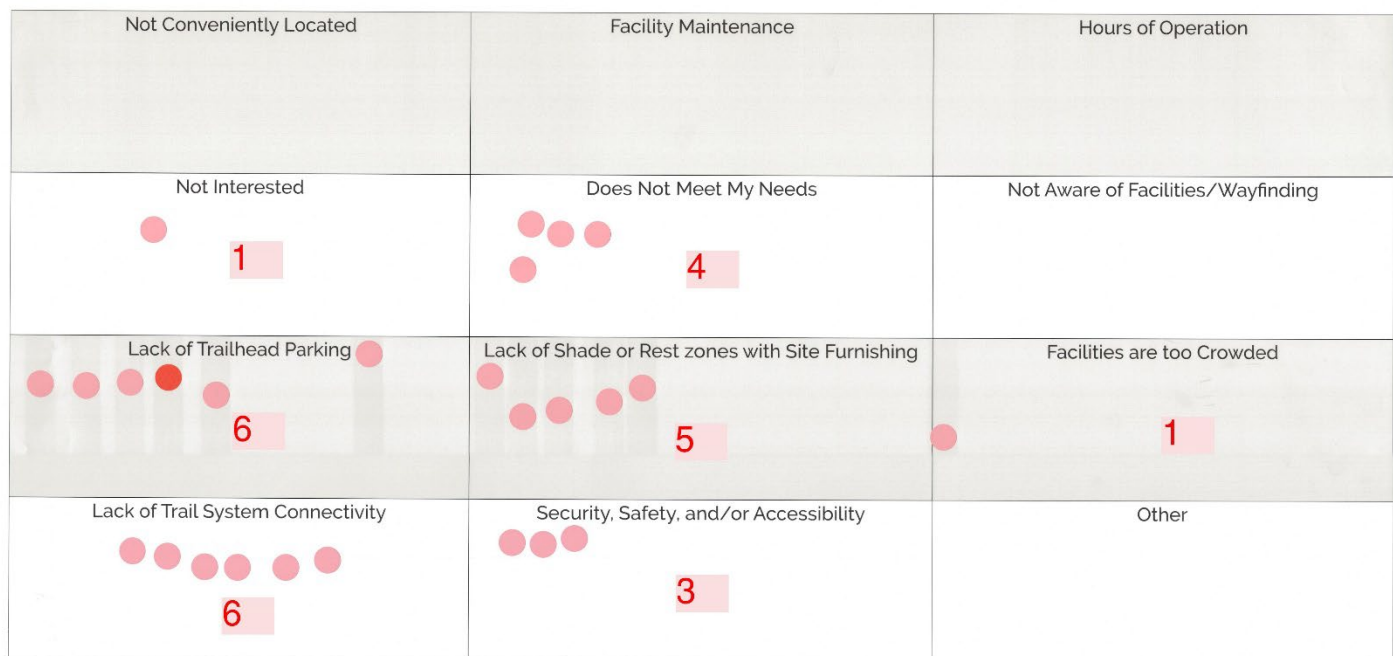 Not Conveniently Located
Facility Maintenance
Hours of Operation
Not Interested
1
Does Not Meet My Needs
4
Not Aware of Facilities/Wayfinding
Lack of Trailhead Parking
6
Lack of Shade or Rest zones with Site Furnishing
5
Facilities are too Crowded
1
Lack of Trail System Connectivity
6
Security, Safety, and/or Accessibility
3
Other